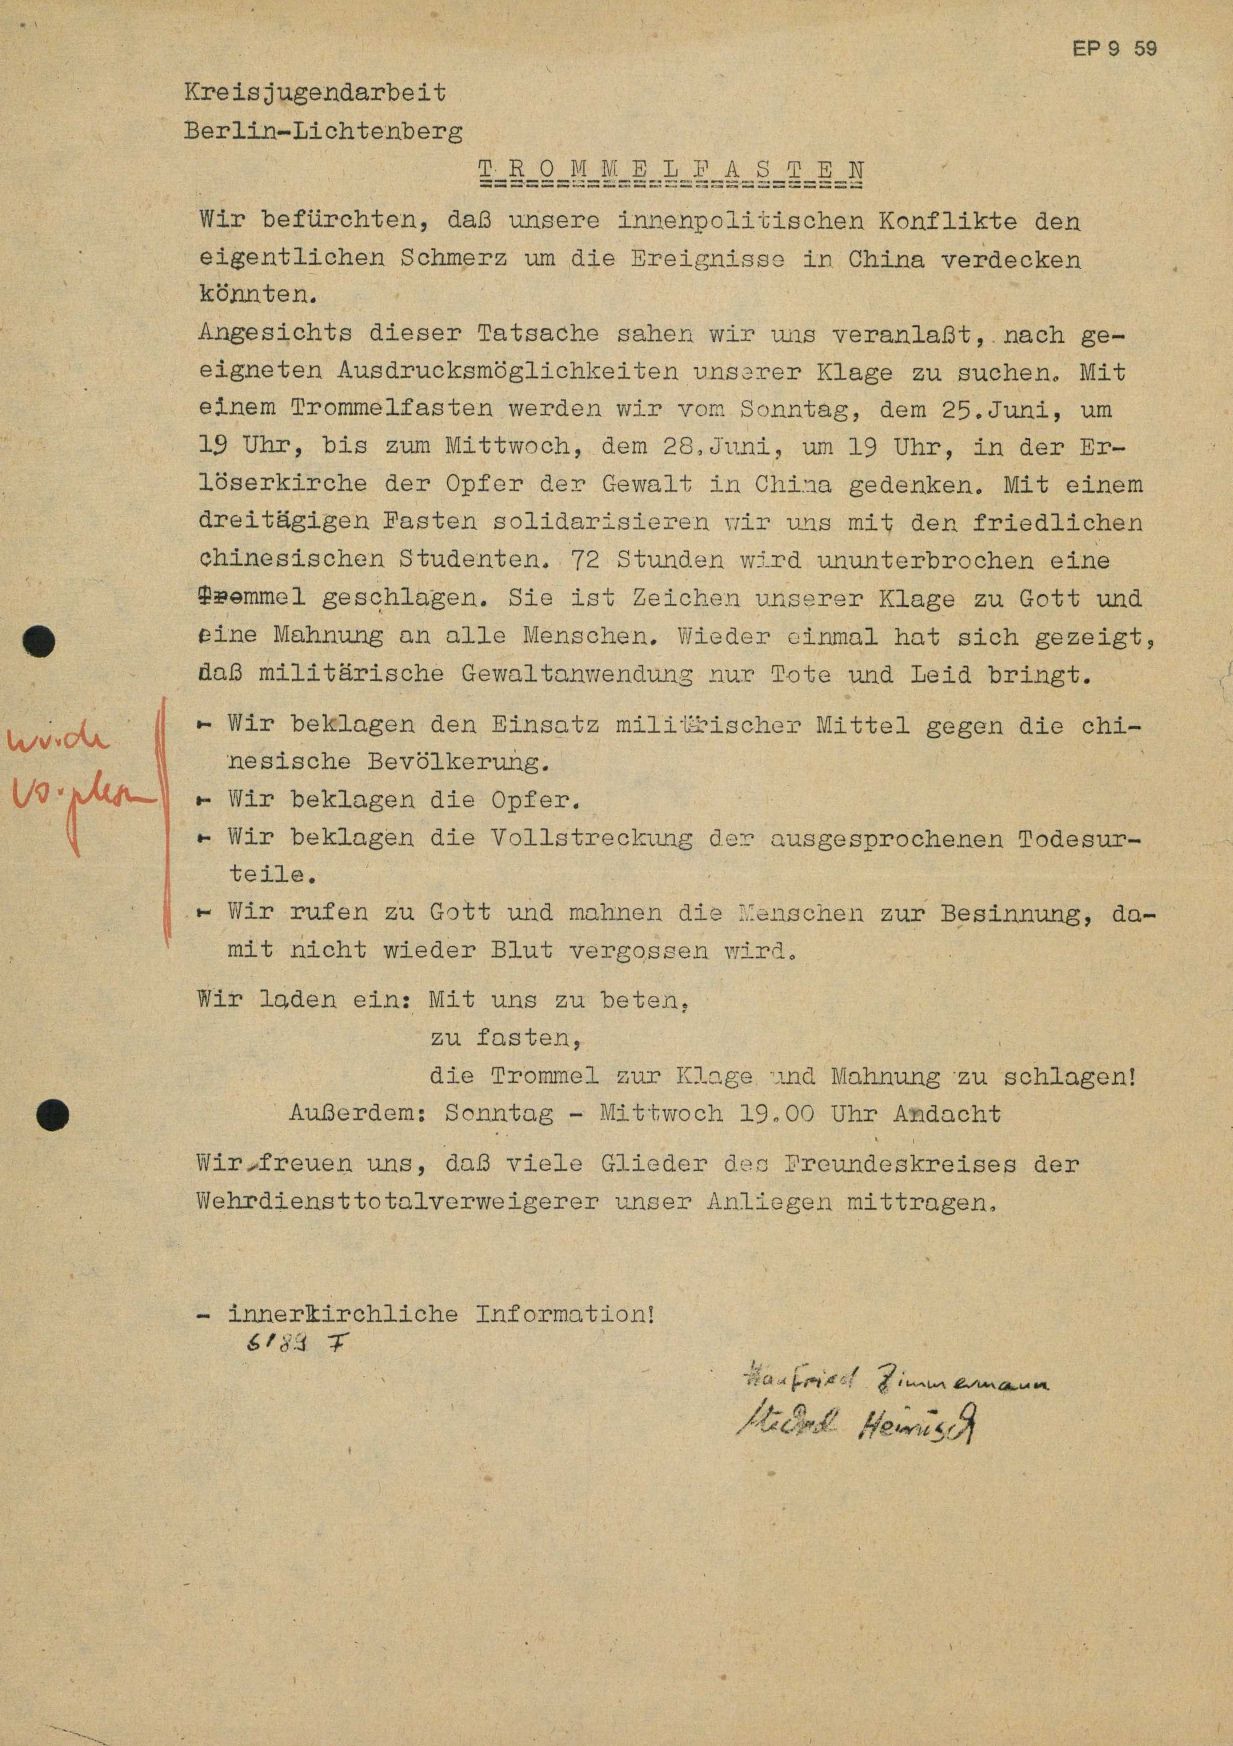 EP 9 59
Kreisjugendarbeit
Berlin-Lichtenberg
T R O M M E L F A S T E N
Wir befürchten, daß unsere innenpolitischen Konflikte den
eigentlichen Schmerz um die Ereignisse in China verdecken
könnten.
Angesichts dieser Tatsache sahen wir uns veranlaßt, nach ge-
eigneten Ausdrucksmöglichkeiten unserer Klage zu suchen. Mit
einem Trommelfasten werden wir vom Sonntag, dem 25.Juni, um
19 Uhr, bis zum Mittwoch, dem 28.Juni, um 19 Uhr, in der Er-
löserkirche der Opfer der Gewalt in China gedenken. Mit einem
dreitägigen Fasten solidarisieren wir uns mit den friedlichen
chinesischen Studenten. 72 Stunden wird ununterbrochen eine
Trommel geschlagen. Sie ist Zeichen unserer Klage zu Gott und
eine Mahnung an alle Menschen. Wieder einmal hat sich gezeigt,
daß militärische Gewaltanwendung nur Tote und Leid bringt.
- Wir beklagen den Einsatz militärischer Mittel gegen die chi-
nesische Bevölkerung.
- Wir beklagen die Opfer.
- Wir beklagen die Vollstreckung der ausgesprochenen Todesur-
teile.
- Wir rufen zu Gott und mahnen die Menschen zur Besinnung, da-
mit nicht wieder Blut vergossen wird.
Wir laden ein: Mit uns zu beten,
zu fasten,
die Trommel zur Klage und Mahnung zu schlagen!
Außerdem: Sonntag - Mittwoch 19.00 Uhr Andacht
Wir freuen uns, daß viele Glieder des Freundeskreises der
Wehrdiensttotalverweigerer unser Anliegen mittragen.
- innerkirchliche Information!
6/89 F
Manfried Zimmermann
Michael Heinisch